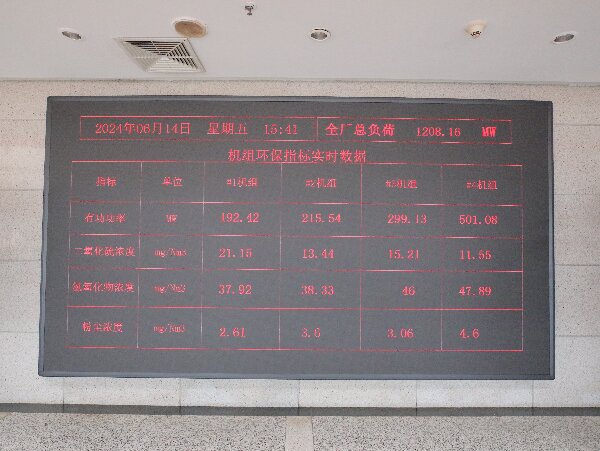 2024年06月14日 星期五 15:41 全厂总负荷 1208.16 MW
机组环保指标实时数据
指标 单位 #1机组 #2机组 #3机组 #4机组
有功功率 MW 192.42 215.54 299.13 501.08
二氧化硫浓度 mg/Nm3 21.15 13.44 15.21 11.55
氮氧化物浓度 mg/Nm3 37.92 38.33 46 47.89
粉尘浓度 mg/Nm3 2.61 3.6 3.06 4.6